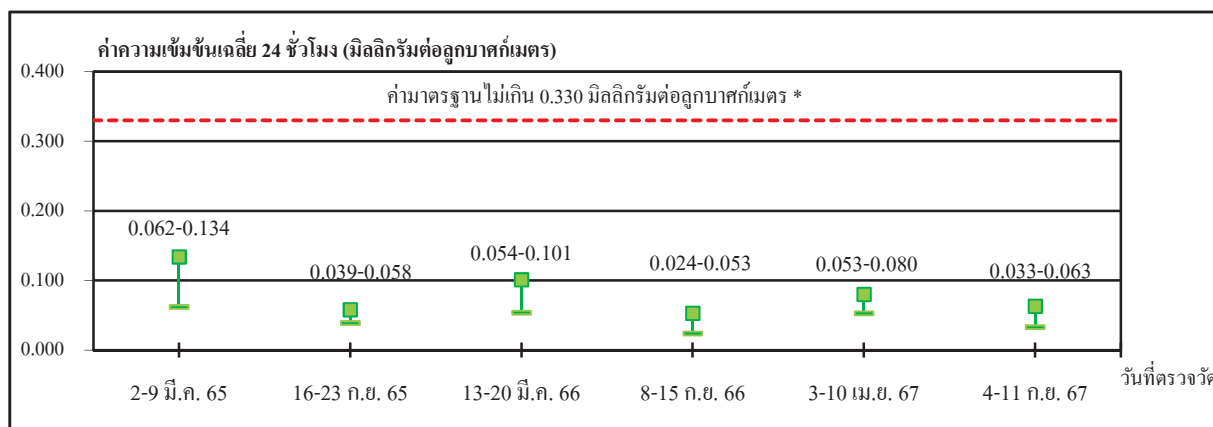 ค่าความเข้มข้นเฉลี่ย 24 ชั่วโมง (มิลลิกรัมต่อลูกบาศก์เมตร)
0.400
ค่ามาตรฐานไม่เกิน 0.330 มิลลิกรัมต่อลูกบาศก์เมตร *
0.300
0.200
0.062-0.134
0.039-0.058
0.054-0.101
0.024-0.053
0.053-0.080
0.033-0.063
0.100
0.000
2-9 มี.ค. 65
16-23 ก.ย. 65
13-20 มี.ค. 66
8-15 ก.ย. 66
3-10 เม.ย. 67
4-11 ก.ย. 67
วันที่ตรวจวัด